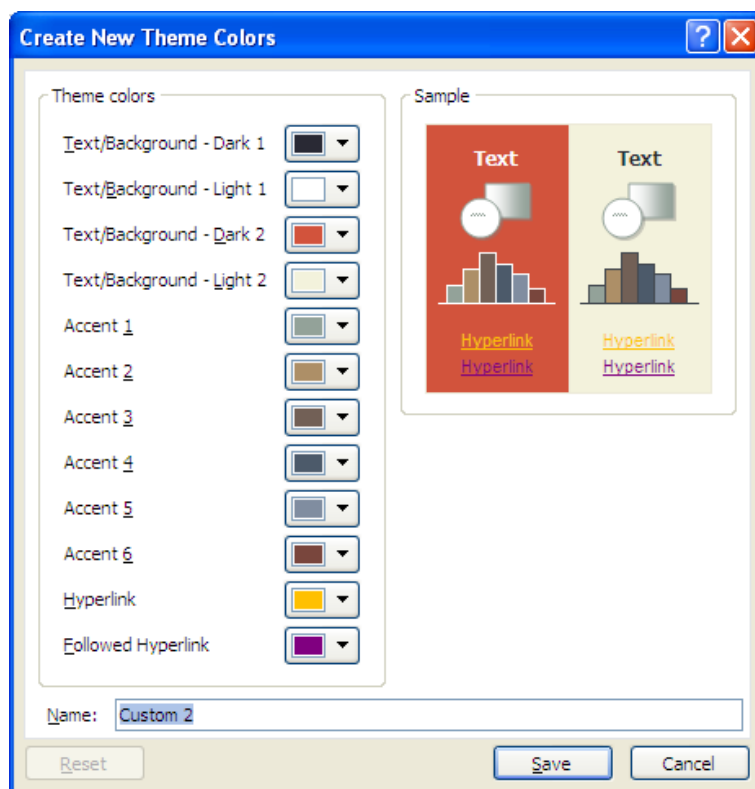 Create New Theme Colors
Theme colors
Text/Background - Dark 1
Text/Background - Light 1
Text/Background - Dark 2
Text/Background - Light 2
Accent 1
Accent 2
Accent 3
Accent 4
Accent 5
Accent 6
Hyperlink
Followed Hyperlink
Sample
Text Text
Hyperlink Hyperlink
Hyperlink Hyperlink
Name: Custom 2
Reset Save Cancel